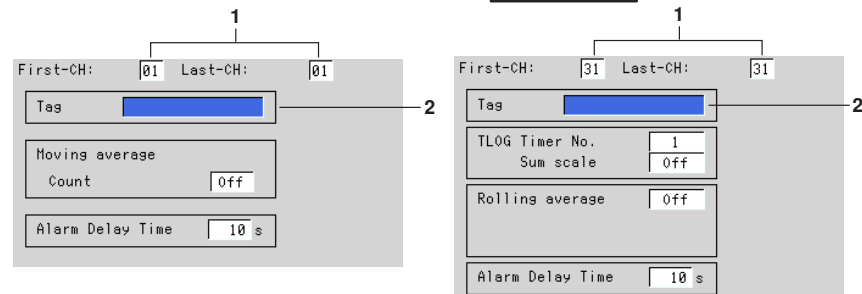 1
First-CH: 01 Last-CH: 01
Tag
2
Moving average
Count Off
Alarm Delay Time 10 s
1
First-CH: 31 Last-CH: 31
Tag
2
TLOG Timer No. 1
Sum scale Off
Rolling average Off
Alarm Delay Time 10 s